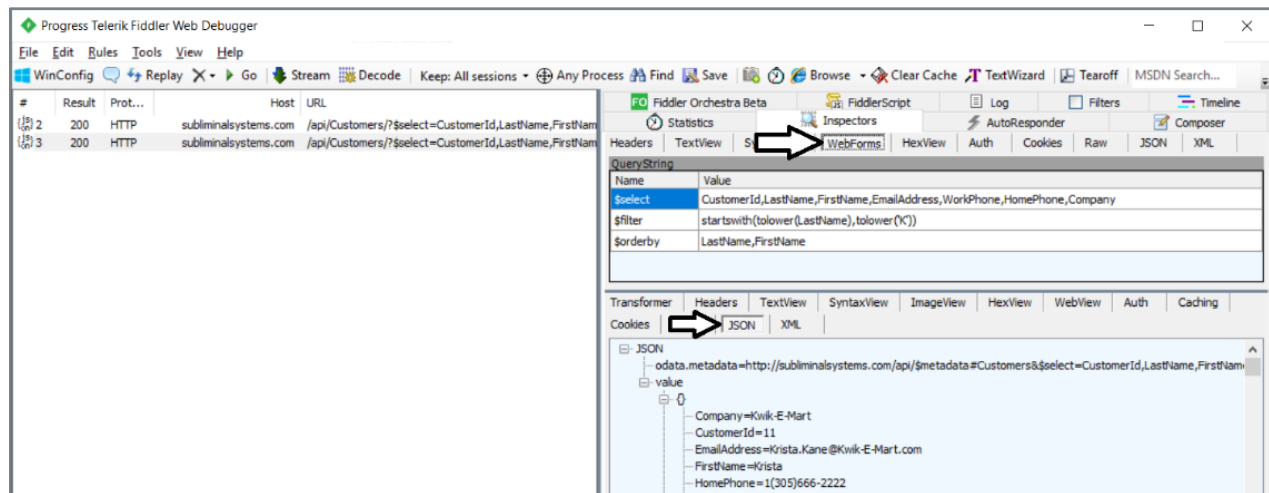 Progress Telerik Fiddler Web Debugger
File Edit Rules Tools View Help
WinConfig Replay Go Stream Decode Keep: All sessions Any Process Find Save Browse Clear Cache TextWizard Tearoff MSDN Search...
# Result Prot... Host URL
2 200 HTTP subliminalsystems.com /api/Customers/?$select=CustomerId,LastName,FirstNam
3 200 HTTP subliminalsystems.com /api/Customers/?$select=CustomerId,LastName,FirstNam
FO Fiddler Orchestra Beta FiddlerScript Log Filters Timeline
Statistics Inspectors AutoResponder Composer
Headers TextView WebForms HexView Auth Cookies Raw JSON XML
QueryString
Name Value
$select CustomerId,LastName,FirstName,EmailAddress,WorkPhone,HomePhone,Company
$filter startswith(tolower(LastName),tolower('K'))
$orderby LastName,FirstName
Transformer Headers TextView SyntaxView ImageView HexView WebView Auth Caching
Cookies JSON XML
JSON
odata.metadata=http://subliminalsystems.com/api/$metadata#Customers&$select=CustomerId,LastName,FirstNam
value
{}
Company=Kwik-E-Mart
CustomerId=11
EmailAddress=Krista.Kane@Kwik-E-Mart.com
FirstName=Krista
HomePhone=1(305)666-2222